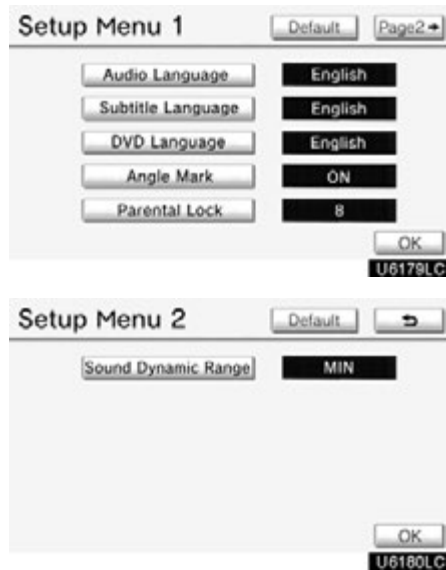 Setup Menu 1 Default Page2→
Audio Language English
Subtitle Language English
DVD Language English
Angle Mark ON
Parental Lock 8
OK
U6179LC
Setup Menu 2 Default
Sound Dynamic Range MIN
OK
U6180LC